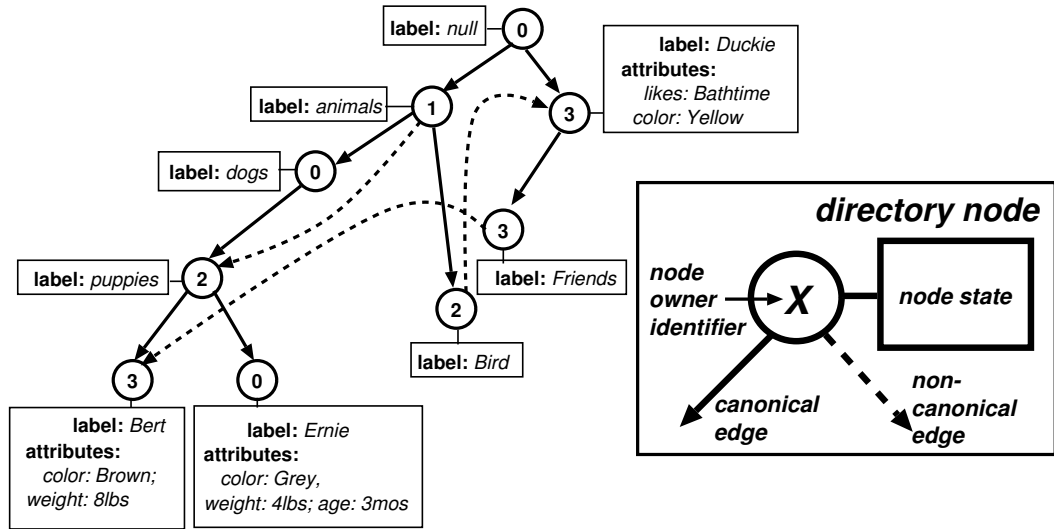 label: null
0
label: Duckie
attributes:
likes: Bathtime
color: Yellow
label: animals
1
3
label: dogs
0
3
label: Friends
label: puppies
2
2
label: Bird
3
0
label: Bert
attributes:
color: Brown;
weight: 8lbs
label: Ernie
attributes:
color: Grey,
weight: 4lbs; age: 3mos
directory node
node
owner
identifier
X
node state
canonical
edge
non-
canonical
edge